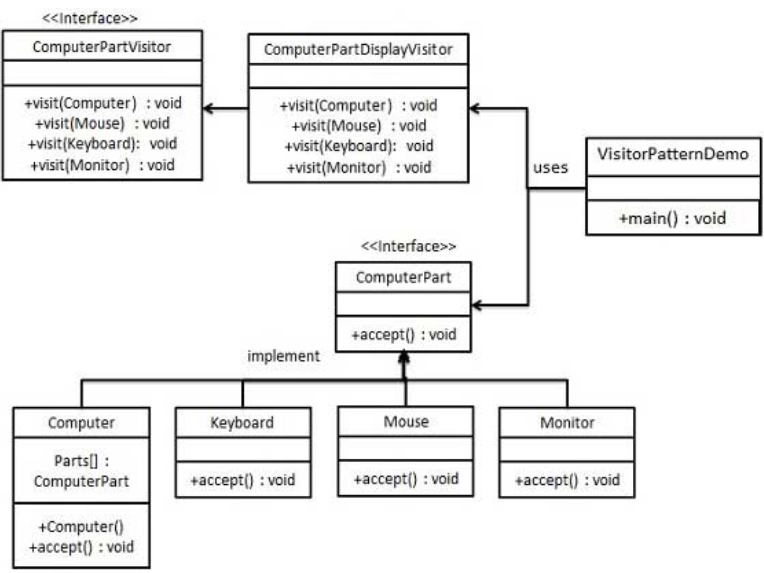 <<Interface>>
ComputerPartVisitor
+visit(Computer) : void
+visit(Mouse) : void
+visit(Keyboard): void
+visit(Monitor) : void
ComputerPartDisplayVisitor
+visit(Computer) : void
+visit(Mouse) : void
+visit(Keyboard): void
+visit(Monitor) : void
uses
VisitorPatternDemo
+main() : void
<<Interface>>
ComputerPart
+accept() : void
implement
Computer
Parts[] :
ComputerPart
+Computer()
+accept() : void
Keyboard
+accept() : void
Mouse
+accept() : void
Monitor
+accept() : void